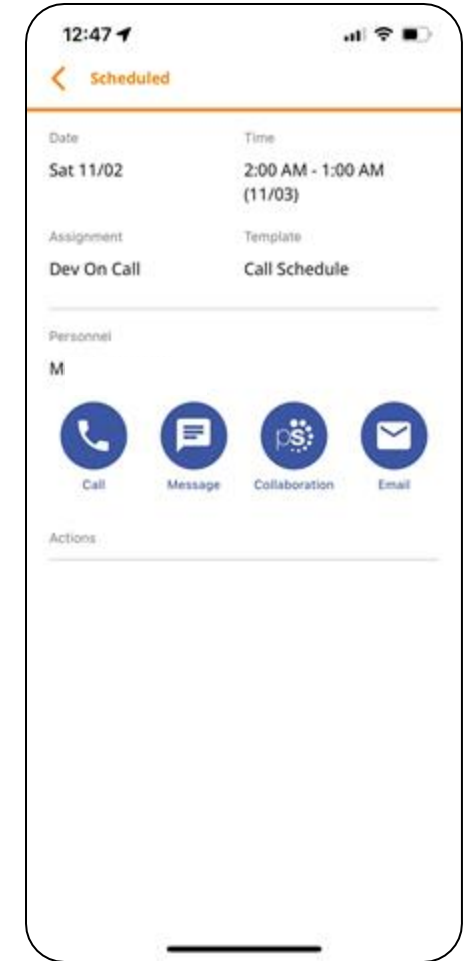 12:47
Scheduled
Date
Time
Sat 11/02
2:00 AM - 1:00 AM
(11/03)
Assignment
Template
Dev On Call
Call Schedule
Personnel
M
ps
Call
Message
Collaboration
Email
Actions